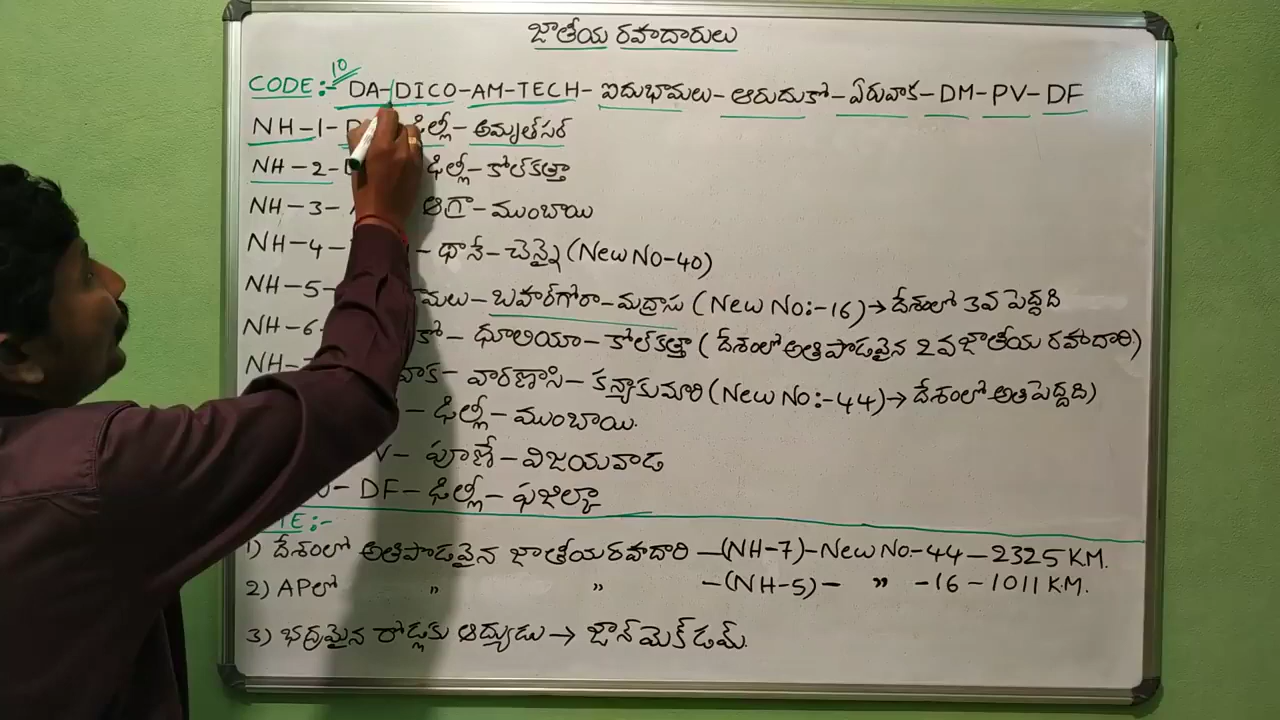 జాతీయ రహదారులు
10
CODE:- DA-DICO-AM-TECH- ఐదుభామలు- ఆరుదుకో- ఏరువాక- DM- PV- DF
NH-1- ఢిల్లీ- అమృత్‌సర్
NH-2- ఢిల్లీ- కోల్‌కత్తా
NH-3- ఆగ్రా- ముంబాయి
NH-4- థానే- చెన్నై (New No-40)
NH-5- బహర్‌గోరా- మద్రాసు (New No:-16)→ దేశంలో 3వ పెద్దది
NH-6- ధూలియా- కోల్‌కత్తా ( దేశంలో అతిపొడవైన 2వ జాతీయ రహదారి)
NH- వారణాసి- కన్యాకుమారి (New No:-44)→ దేశంలో అతి పెద్దది)
- ఢిల్లీ- ముంబాయి.
V- పూణే- విజయవాడ
- DF- ఢిల్లీ- ఫజిల్కా
TE:-
1) దేశంలో అతిపొడవైన జాతీయరహదారి -(NH-7)-New No-44-2325 KM.
2) APలో " " -(NH-5)- " -16-1011 KM.
3) భద్రమైన రోడ్లకు ఆద్యుడు → జాన్ మెక్‌డమ్.